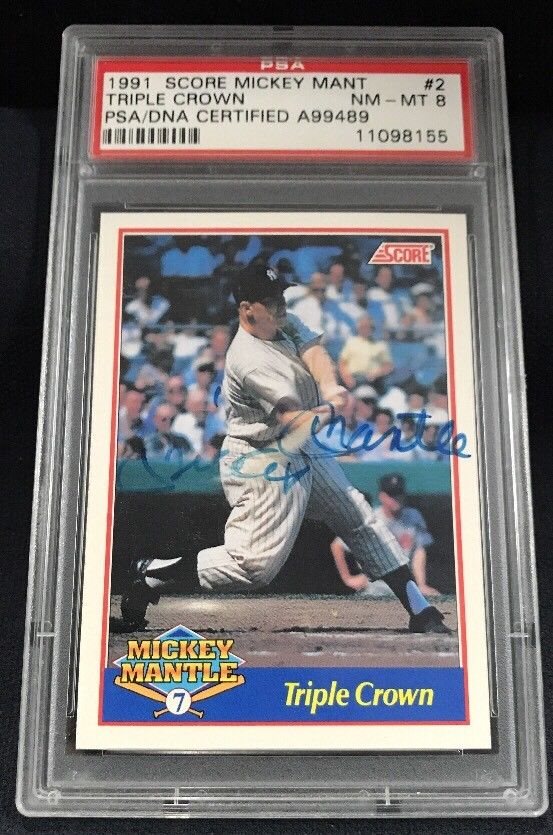 PSA
1991 SCORE MICKEY MANT #2
TRIPLE CROWN NM-MT 8
PSA/DNA CERTIFIED A99489
11098155
SCORE
Mickey Mantle
MICKEY
MANTLE
7
Triple Crown